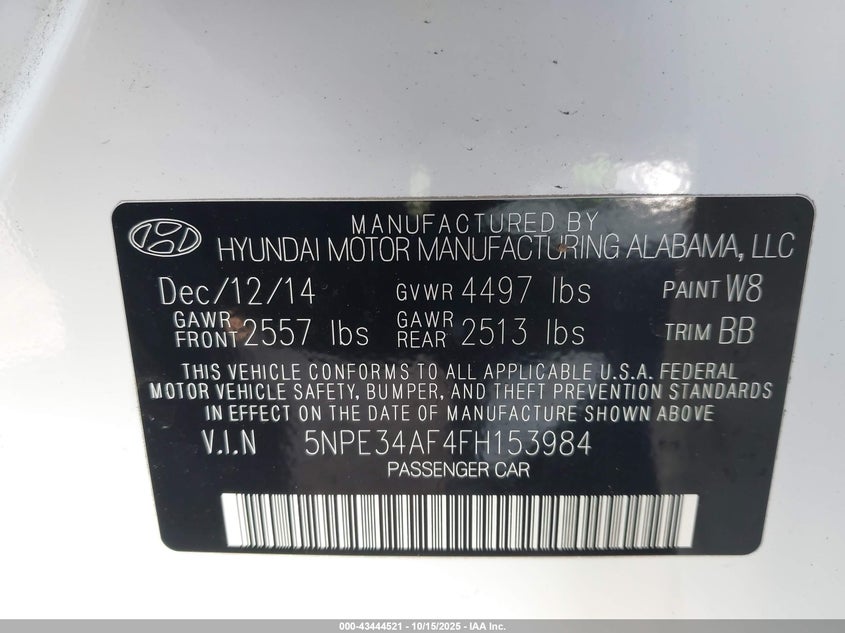 MANUFACTURED BY
HYUNDAI MOTOR MANUFACTURING ALABAMA, LLC
Dec/12/14 GVWR 4497 lbs PAINT W8
GAWR FRONT 2557 lbs GAWR REAR 2513 lbs TRIM BB
THIS VEHICLE CONFORMS TO ALL APPLICABLE U.S.A. FEDERAL
MOTOR VEHICLE SAFETY, BUMPER, AND THEFT PREVENTION STANDARDS
IN EFFECT ON THE DATE OF MANUFACTURE SHOWN ABOVE
V.I.N 5NPE34AF4FH153984
PASSENGER CAR
000-43444521 - 10/15/2025 - IAA Inc.